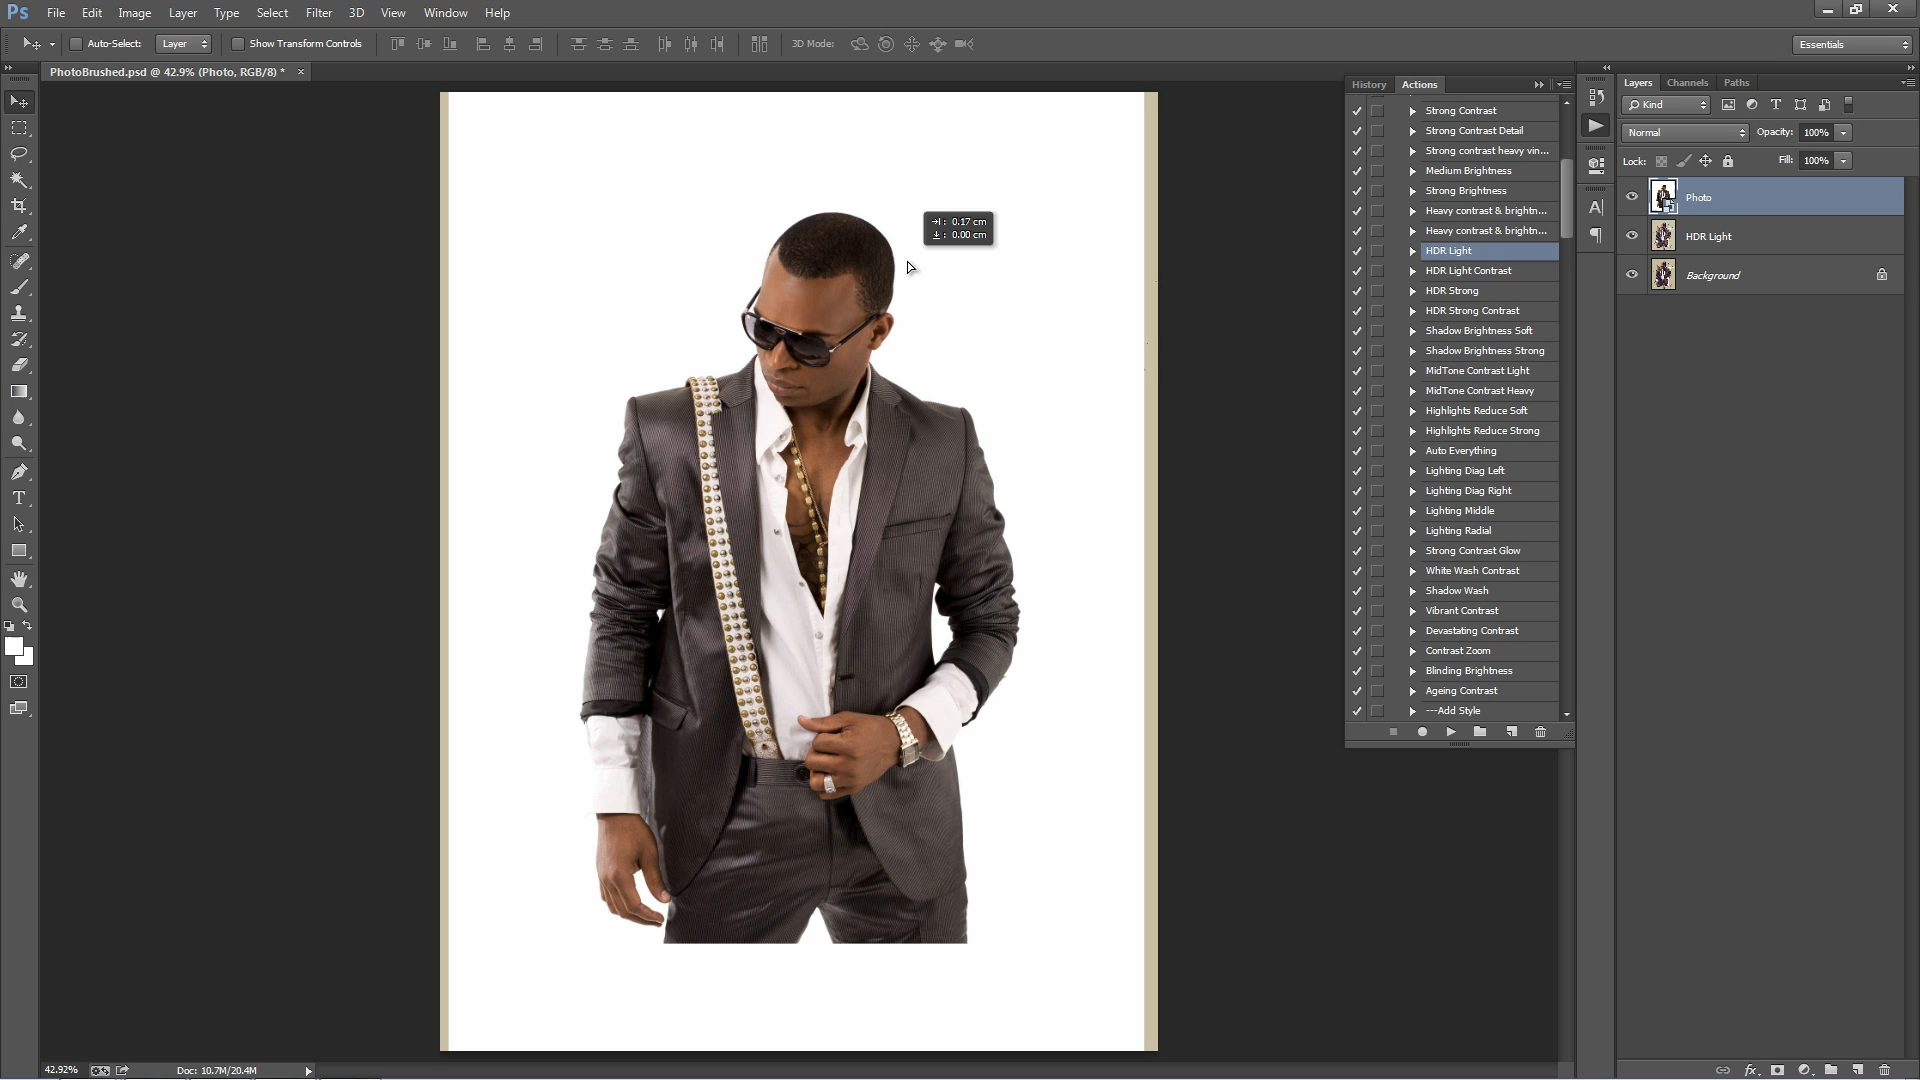 Ps File Edit Image Layer Type Select Filter 3D View Window Help
Auto-Select: Layer Show Transform Controls 3D Mode: Essentials
PhotoBrushed.psd @ 42.9% (Photo, RGB/8) * ×
History Actions
Strong Contrast
Strong Contrast Detail
Strong contrast heavy vin...
Medium Brightness
Strong Brightness
Heavy contrast & brightn...
Heavy contrast & brightn...
HDR Light
HDR Light Contrast
HDR Strong
HDR Strong Contrast
Shadow Brightness Soft
Shadow Brightness Strong
MidTone Contrast Light
MidTone Contrast Heavy
Highlights Reduce Soft
Highlights Reduce Strong
Auto Everything
Lighting Diag Left
Lighting Diag Right
Lighting Middle
Lighting Radial
Strong Contrast Glow
White Wash Contrast
Shadow Wash
Vibrant Contrast
Devastating Contrast
Contrast Zoom
Blinding Brightness
Ageing Contrast
---Add Style
Layers Channels Paths
Kind
Normal Opacity: 100%
Lock: Fill: 100%
Photo
HDR Light
Background
: 0.17 cm
: 0.00 cm
42.92% Doc: 10.7M/20.4M